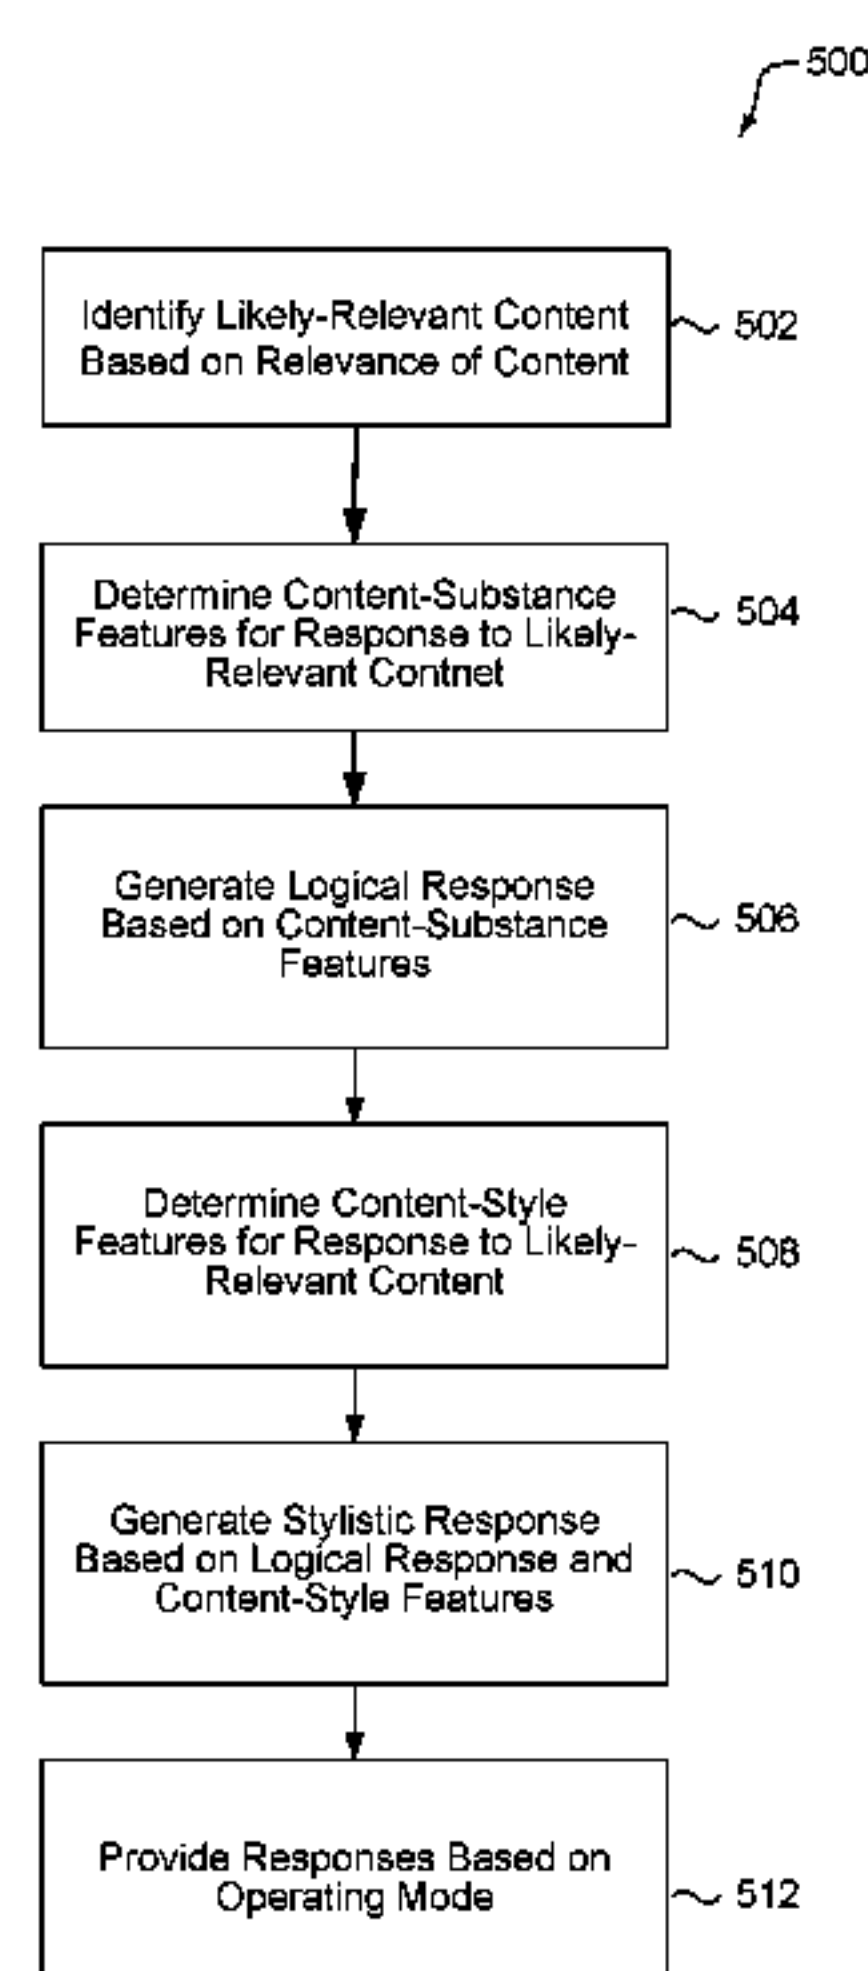 500
Identify Likely-Relevant Content
Based on Relevance of Content
502
Determine Content-Substance
Features for Response to Likely-
Relevant Contnet
504
Generate Logical Response
Based on Content-Substance
Features
506
Determine Content-Style
Features for Response to Likely-
Relevant Content
508
Generate Stylistic Response
Based on Logical Response and
Content-Style Features
510
Provide Responses Based on
Operating Mode
512